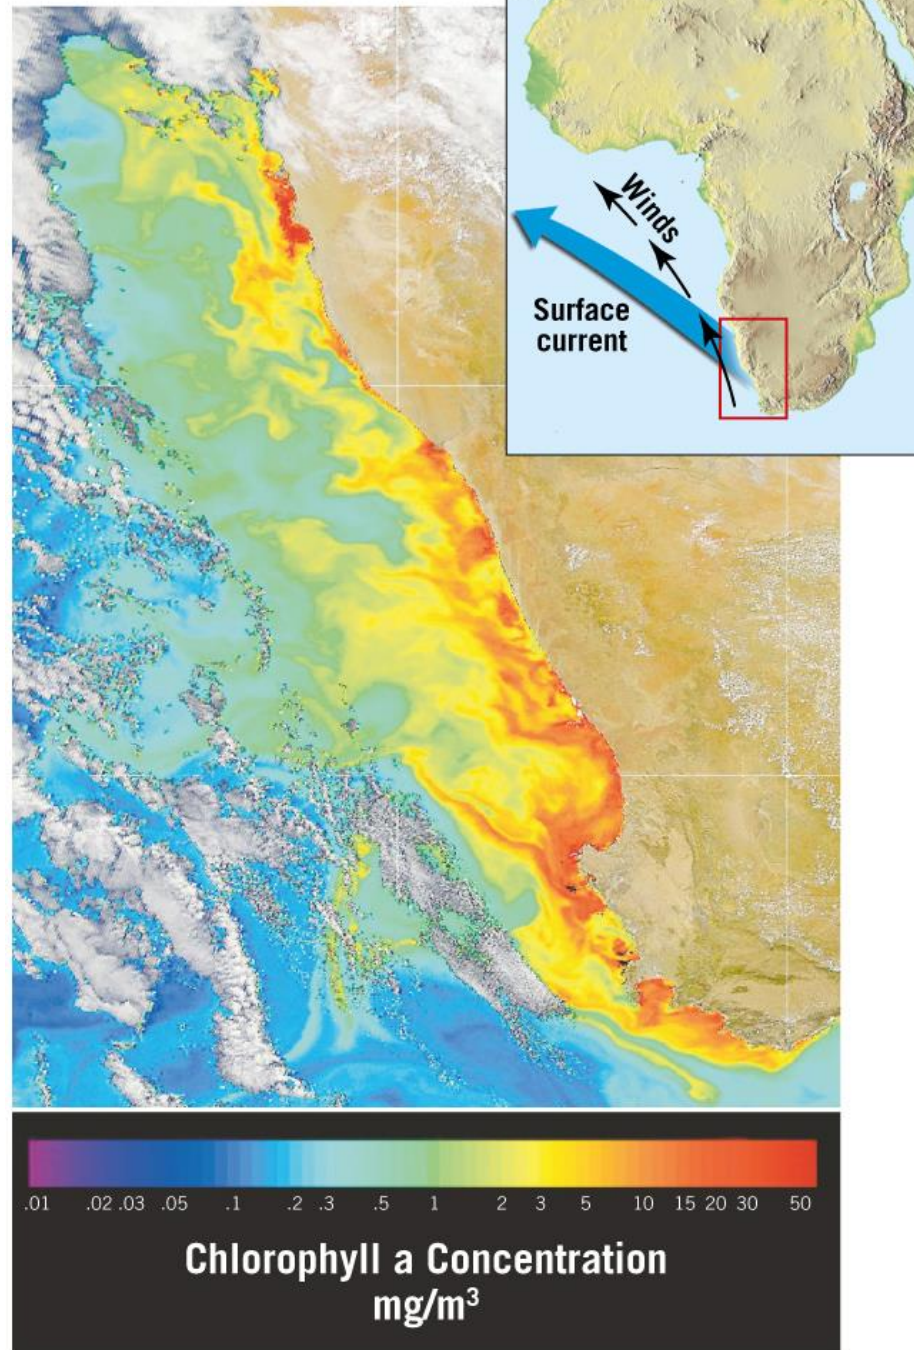 Winds
Surface
current
.01 .02 .03 .05 .1 .2 .3 .5 1 2 3 5 10 15 20 30 50
Chlorophyll a Concentration
mg/m³